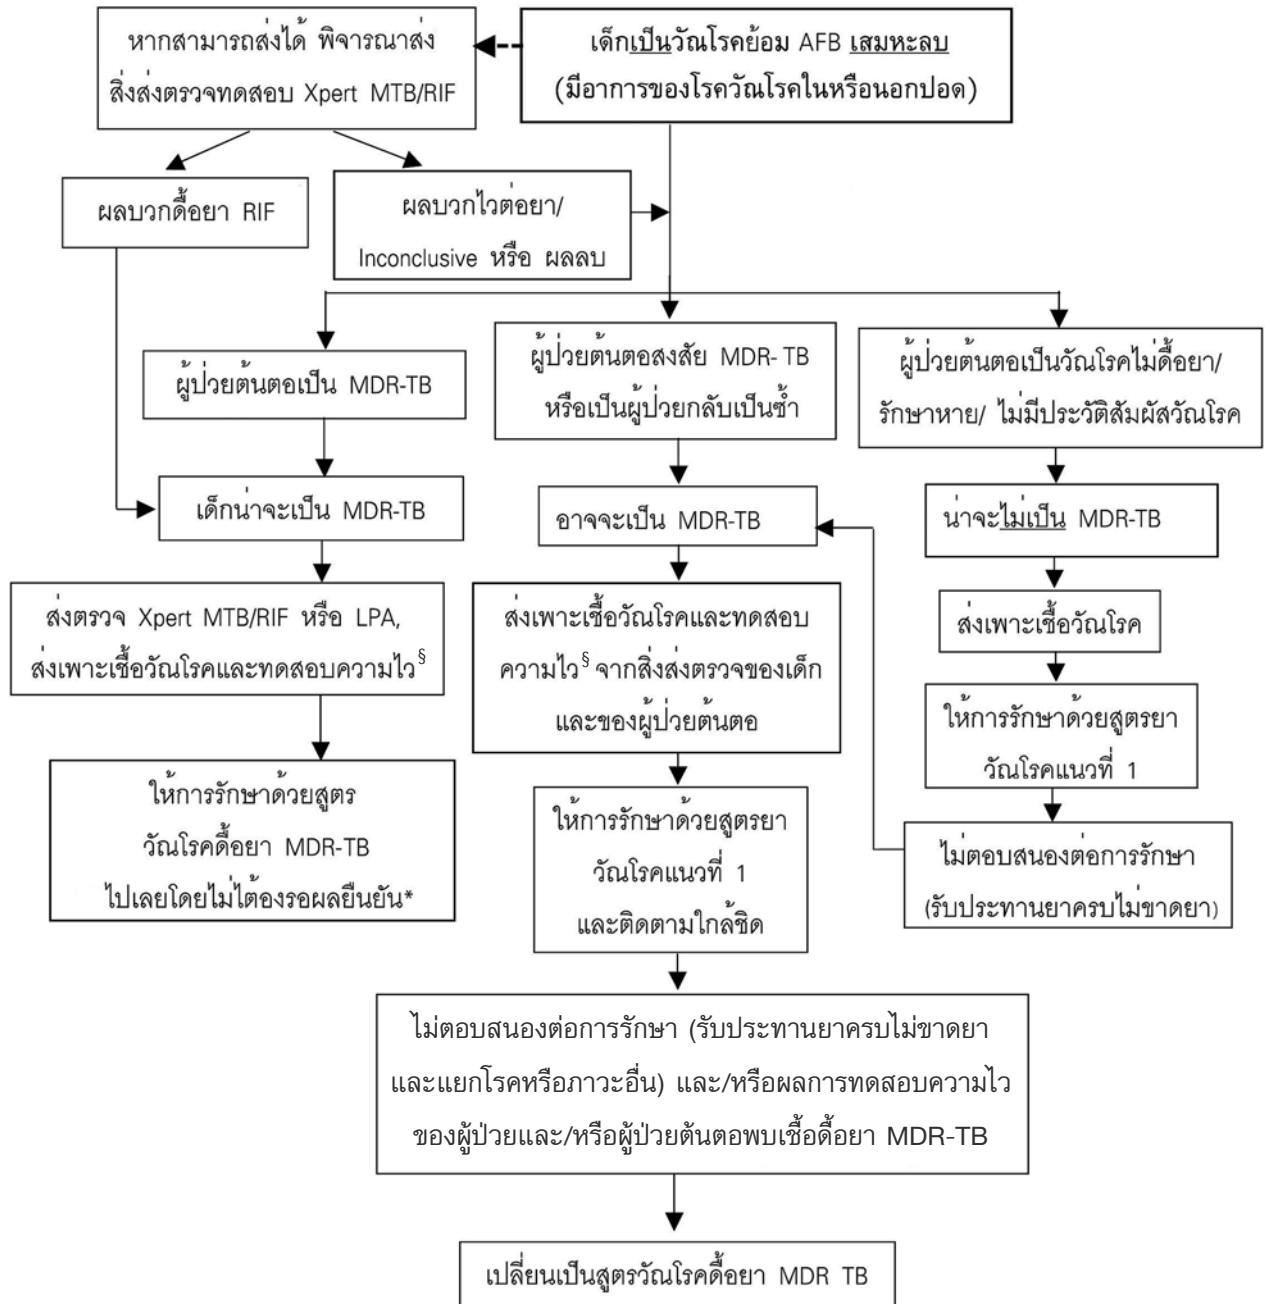 หากสามารถส่งได้ พิจารณาส่ง
สิ่งส่งตรวจทดสอบ Xpert MTB/RIF
เด็กเป็นวัณโรคย้อม AFB เสมหะลบ
(มีอาการของโรควัณโรคในหรือนอกปอด)
ผลบวกดื้อยา RIF
ผลบวกไวต่อยา/
Inconclusive หรือ ผลลบ
ผู้ป่วยต้นตอเป็น MDR-TB
ผู้ป่วยต้นตอสงสัย MDR- TB
หรือเป็นผู้ป่วยกลับเป็นซ้ำ
ผู้ป่วยต้นตอเป็นวัณโรคไม่ดื้อยา/
รักษาหาย/ ไม่มีประวัติสัมผัสวัณโรค
เด็กน่าจะเป็น MDR-TB
อาจจะเป็น MDR-TB
น่าจะไม่เป็น MDR-TB
ส่งตรวจ Xpert MTB/RIF หรือ LPA,
ส่งเพาะเชื้อวัณโรคและทดสอบความไว§
ส่งเพาะเชื้อวัณโรคและทดสอบ
ความไว§ จากสิ่งส่งตรวจของเด็ก
และของผู้ป่วยต้นตอ
ส่งเพาะเชื้อวัณโรค
ให้การรักษาด้วยสูตรยา
วัณโรคแนวที่ 1
ให้การรักษาด้วยสูตร
วัณโรคดื้อยา MDR-TB
ไปเลยโดยไม่ไต้องรอผลยืนยัน*
ให้การรักษาด้วยสูตรยา
วัณโรคแนวที่ 1
และติดตามใกล้ชิด
ไม่ตอบสนองต่อการรักษา
(รับประทานยาครบไม่ขาดยา)
ไม่ตอบสนองต่อการรักษา (รับประทานยาครบไม่ขาดยา
และแยกโรคหรือภาวะอื่น) และ/หรือผลการทดสอบความไว
ของผู้ป่วยและ/หรือผู้ป่วยต้นตอพบเชื้อดื้อยา MDR-TB
เปลี่ยนเป็นสูตรวัณโรคดื้อยา MDR TB